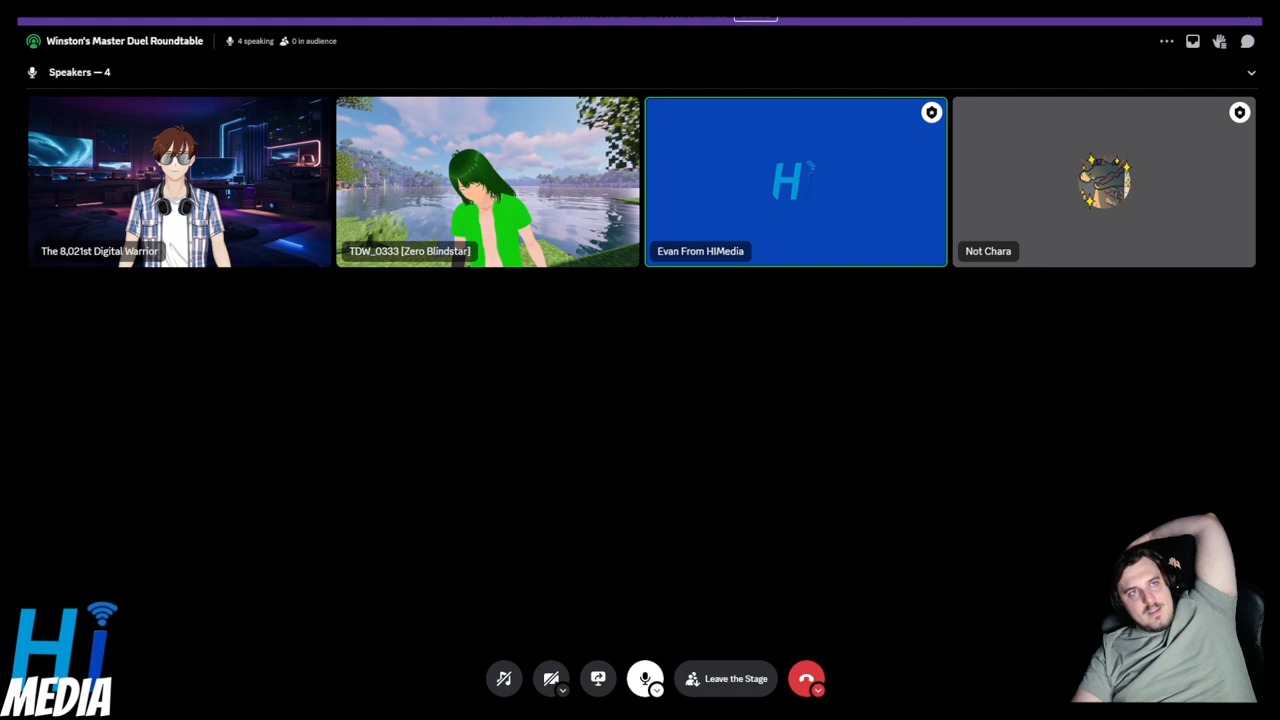 Winston's Master Duel Roundtable
4 speaking
0 in audience
Speakers — 4
Hi
The 8,021st Digital Warrior
TDW_0333 [Zero Blindstar]
Evan From HIMedia
Not Chara
Hi
MEDIA
Leave the Stage